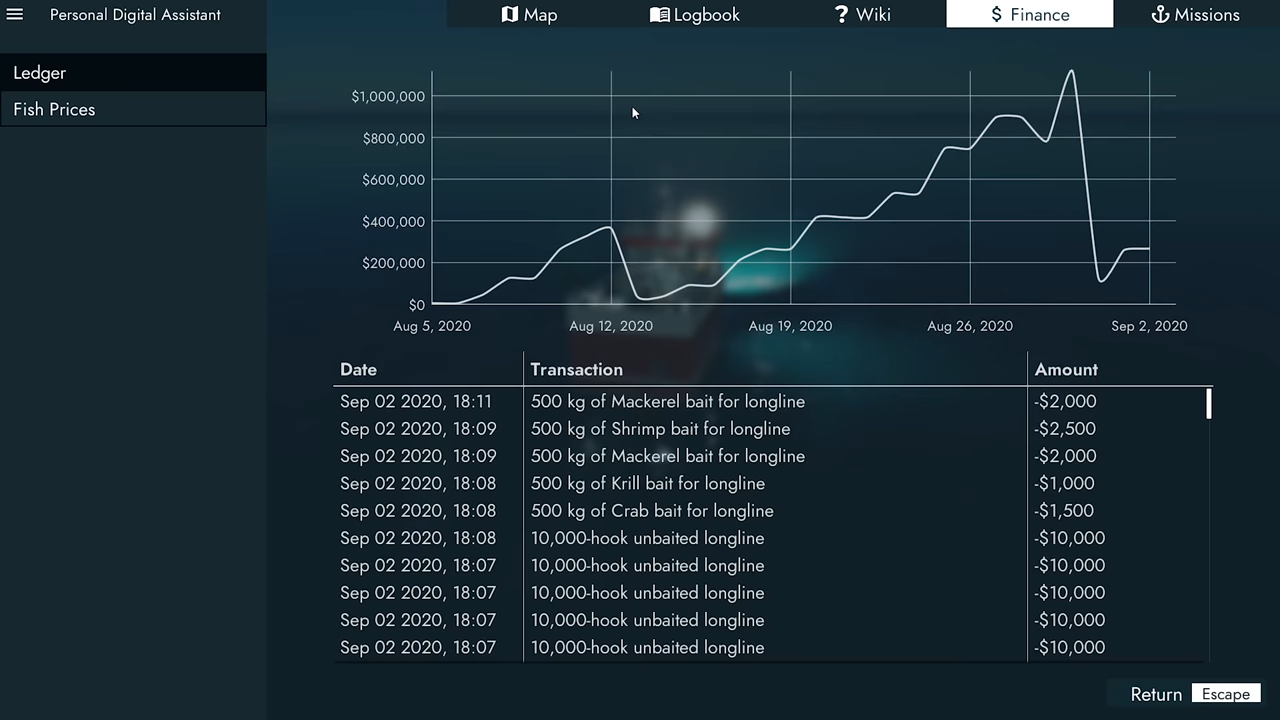 Personal Digital Assistant
Map Logbook ? Wiki $ Finance Missions
Ledger
Fish Prices
$1,000,000
$800,000
$600,000
$400,000
$200,000
$0
Aug 5, 2020 Aug 12, 2020 Aug 19, 2020 Aug 26, 2020 Sep 2, 2020
Date Transaction Amount
Sep 02 2020, 18:11 500 kg of Mackerel bait for longline -$2,000
Sep 02 2020, 18:09 500 kg of Shrimp bait for longline -$2,500
Sep 02 2020, 18:09 500 kg of Mackerel bait for longline -$2,000
Sep 02 2020, 18:08 500 kg of Krill bait for longline -$1,000
Sep 02 2020, 18:08 500 kg of Crab bait for longline -$1,500
Sep 02 2020, 18:08 10,000-hook unbaited longline -$10,000
Sep 02 2020, 18:07 10,000-hook unbaited longline -$10,000
Sep 02 2020, 18:07 10,000-hook unbaited longline -$10,000
Sep 02 2020, 18:07 10,000-hook unbaited longline -$10,000
Sep 02 2020, 18:07 10,000-hook unbaited longline -$10,000
Return Escape